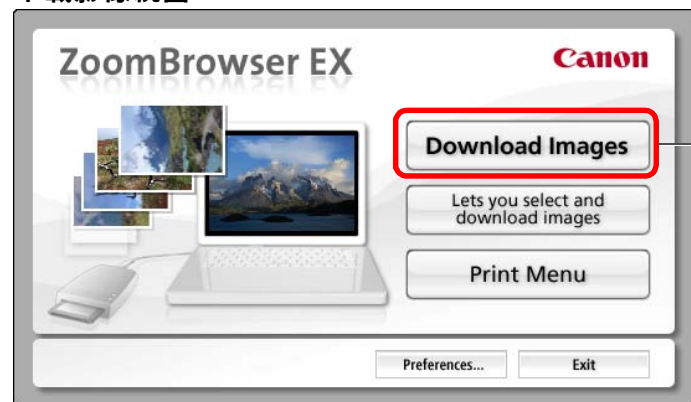 ZoomBrowser EX
Canon
Download Images
Lets you select and
download images
Print Menu
Preferences...
Exit